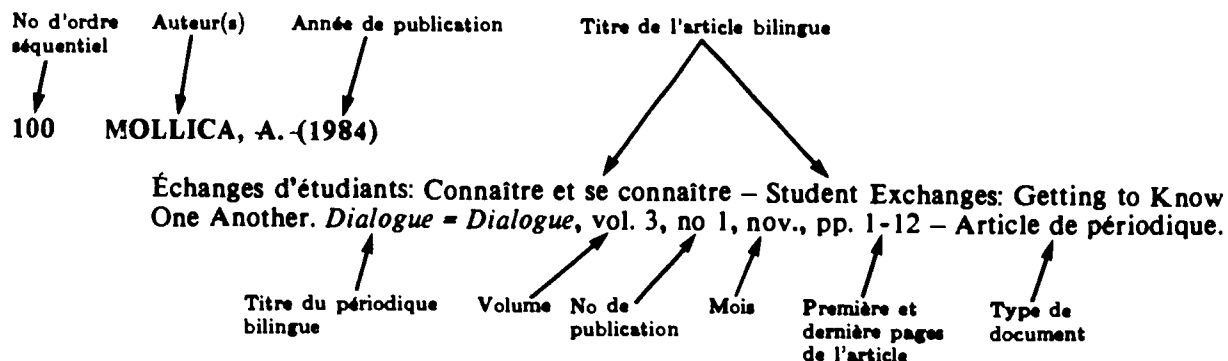 No d'ordre séquentiel
Auteur(s)
Année de publication
Titre de l'article bilingue
100 MOLLICA, A. (1984)
Échanges d'étudiants: Connaître et se connaître – Student Exchanges: Getting to Know
One Another. Dialogue = Dialogue, vol. 3, no 1, nov., pp. 1-12 – Article de périodique.
Titre du périodique
bilingue
Volume
No de
publication
Mois
Première et
dernière pages
de l'article
Type de
document